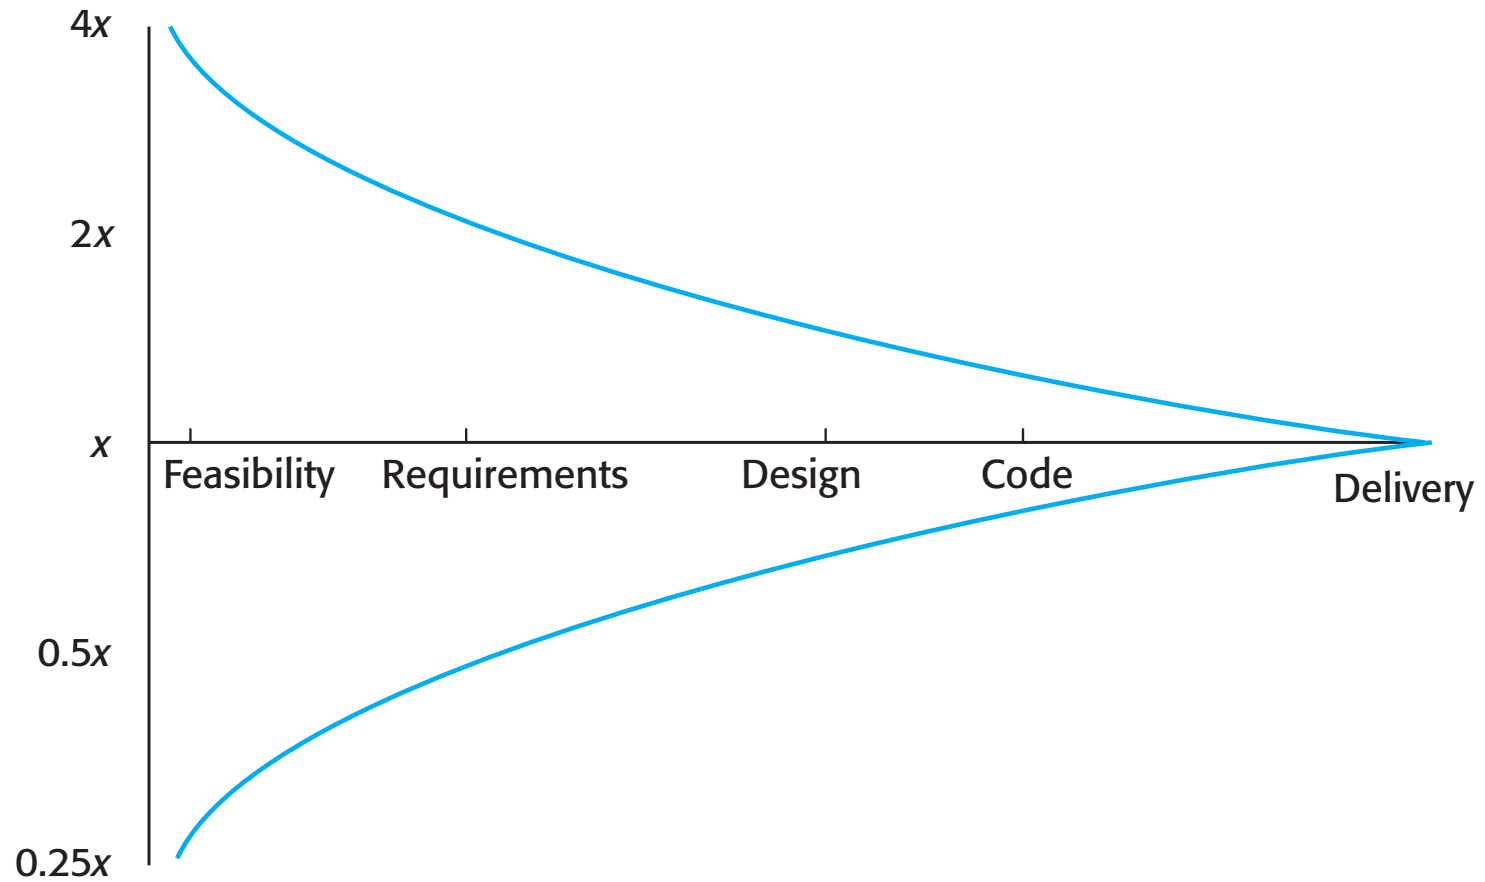 4x
2x
x
Feasibility Requirements Design Code Delivery
0.5x
0.25x